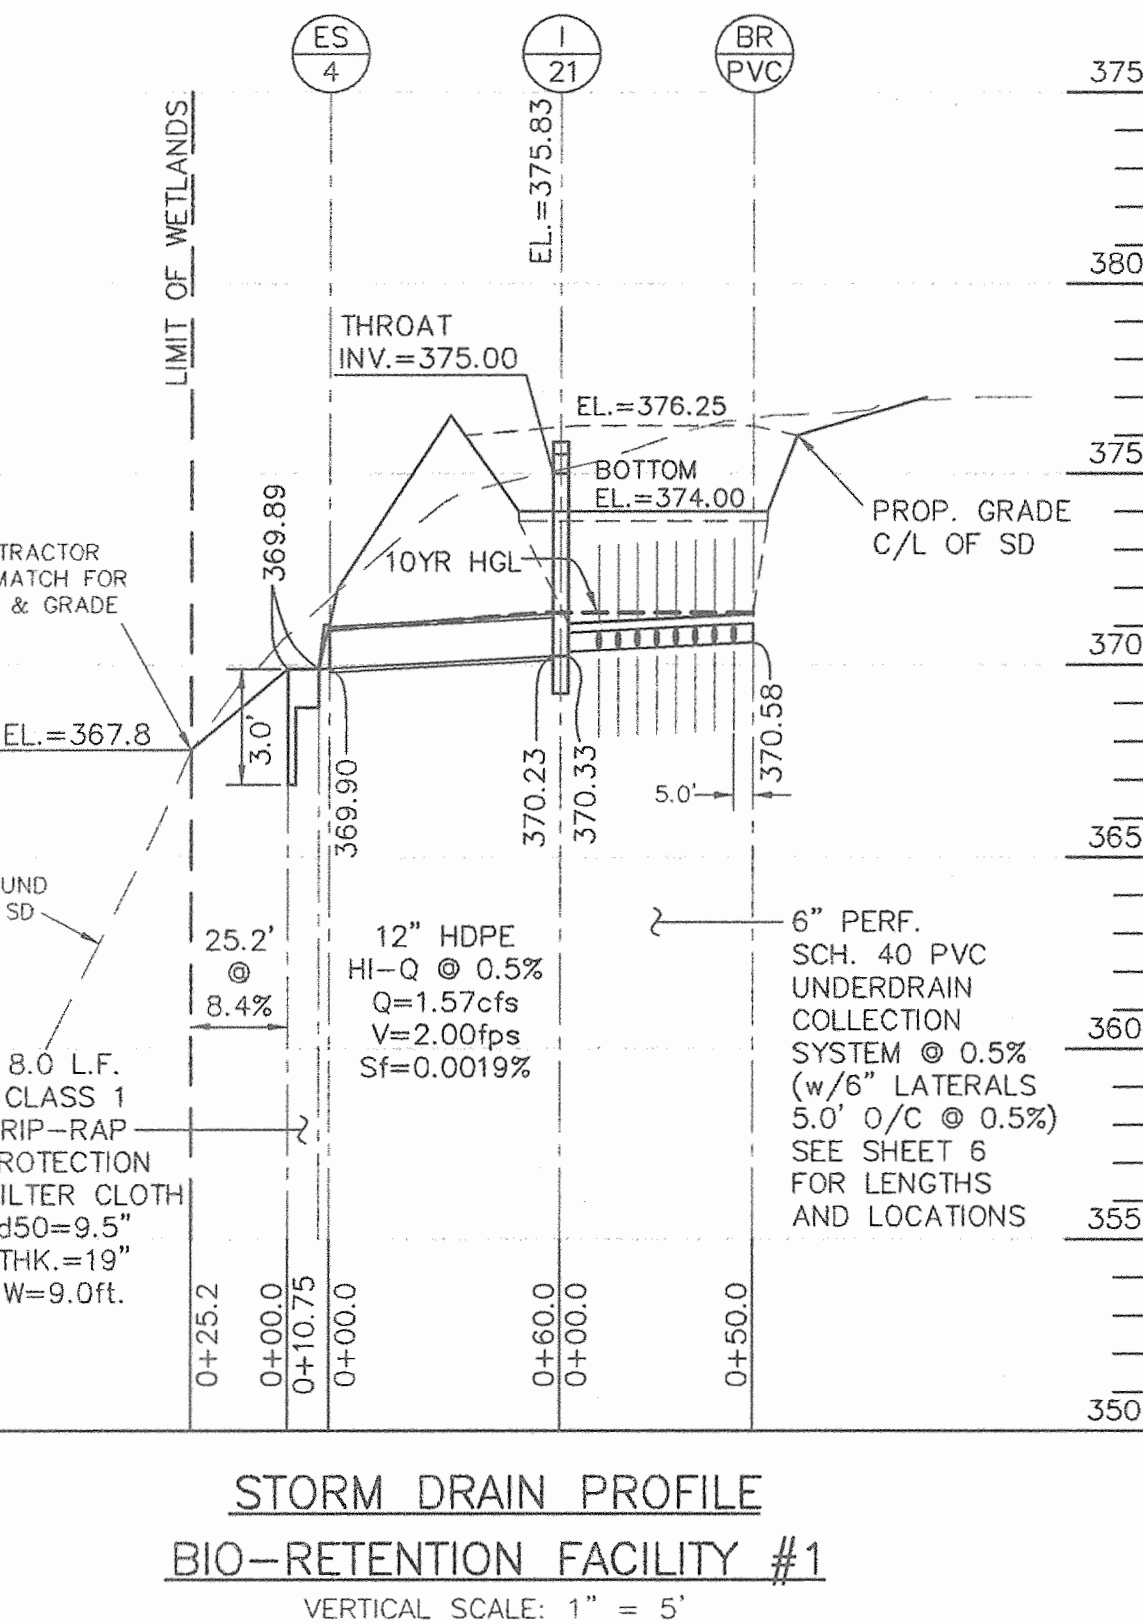 ES
4
I
21
BR
PVC
375
LIMIT OF WETLANDS
EL.=375.83
380
THROAT
INV.=375.00
EL.=376.25
375
BOTTOM
EL.=374.00
PROP. GRADE
C/L OF SD
369.89
TRACTOR
MATCH FOR
& GRADE
10YR HGL
370
EL.=367.8
3.0'
369.90
370.23
370.33
370.58
5.0'
365
UND
SD
25.2'
@
8.4%
12" HDPE
HI-Q @ 0.5%
Q=1.57cfs
V=2.00fps
Sf=0.0019%
6" PERF.
SCH. 40 PVC
UNDERDRAIN
COLLECTION
SYSTEM @ 0.5%
(w/6" LATERALS
5.0' O/C @ 0.5%)
SEE SHEET 6
FOR LENGTHS
AND LOCATIONS
360
8.0 L.F.
CLASS 1
RIP-RAP
ROTECTION
ILTER CLOTH
d50=9.5"
THK.=19"
W=9.0ft.
355
0+25.2
0+00.0
0+10.75
0+00.0
0+60.0
0+00.0
0+50.0
350
STORM DRAIN PROFILE
BIO-RETENTION FACILITY #1
VERTICAL SCALE: 1" = 5'